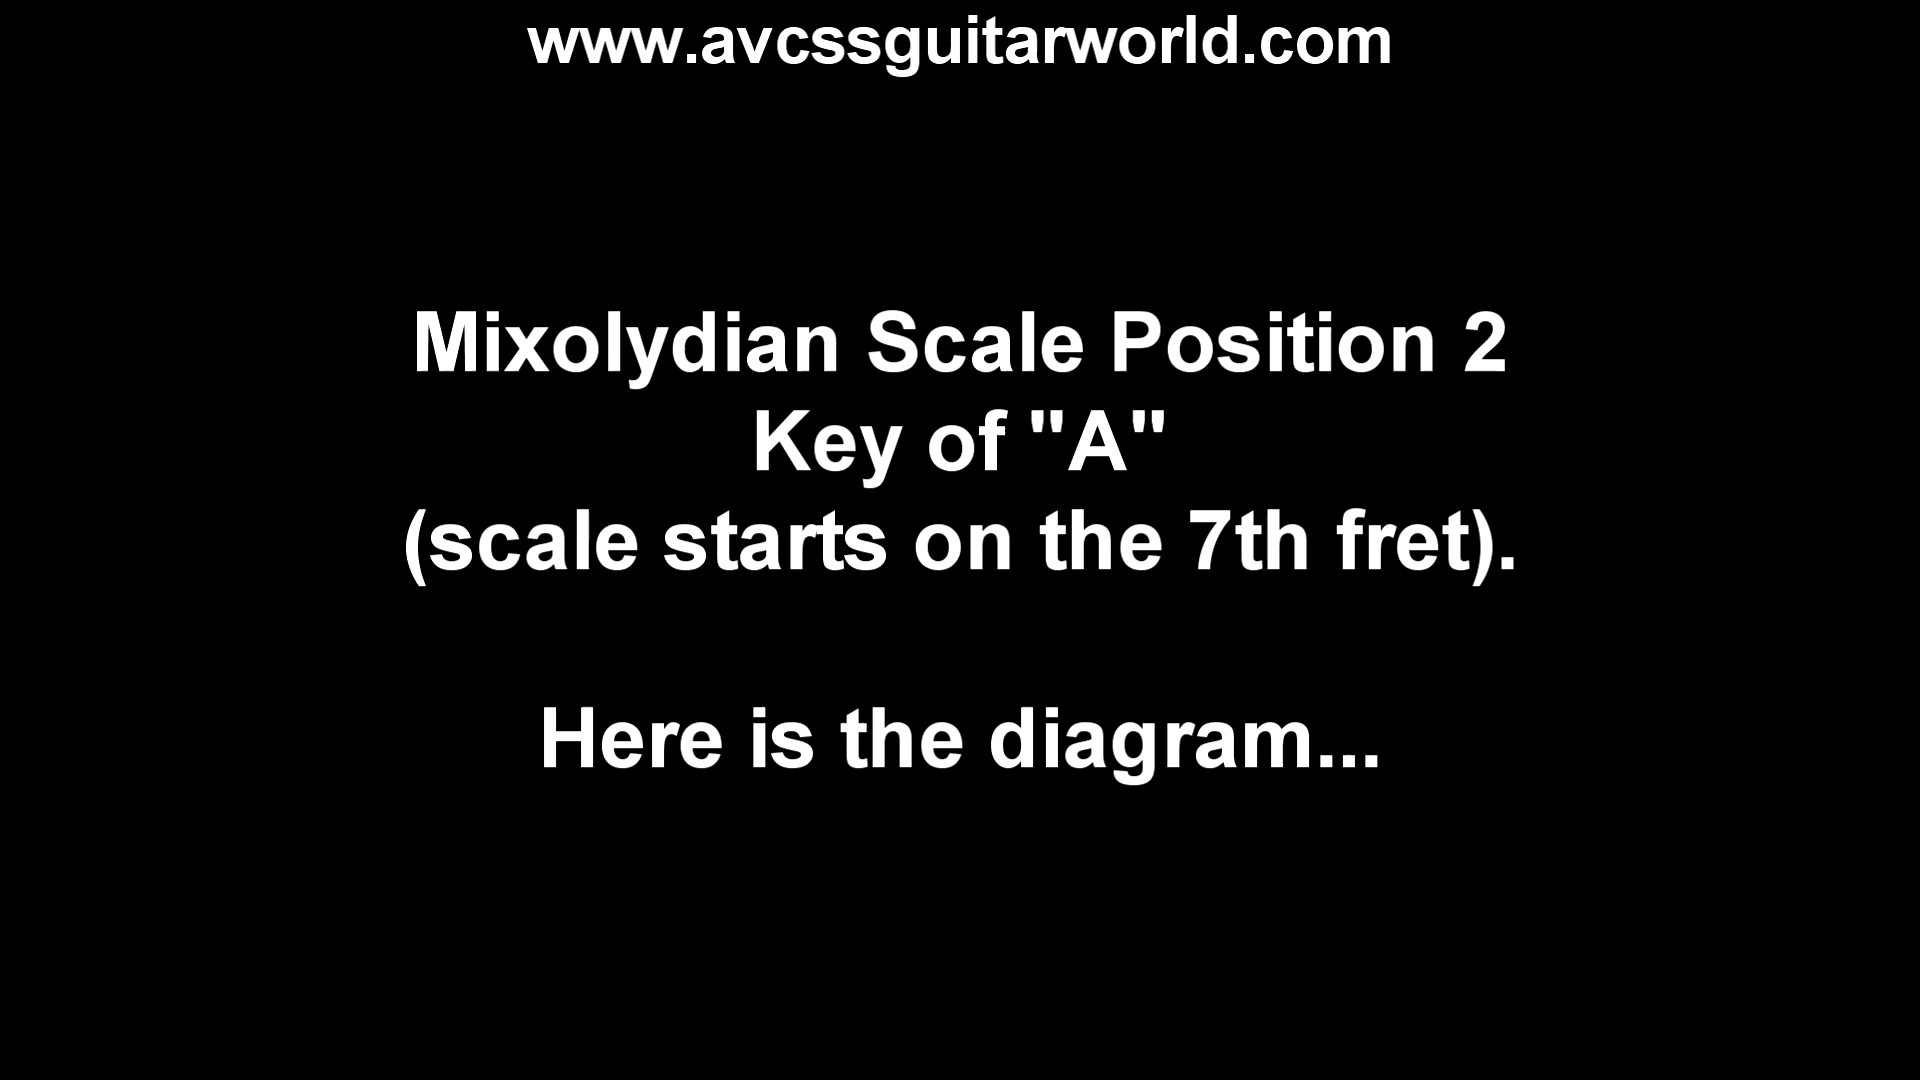 www.avcssguitarworld.com
Mixolydian Scale Position 2
Key of "A"
(scale starts on the 7th fret).
Here is the diagram...